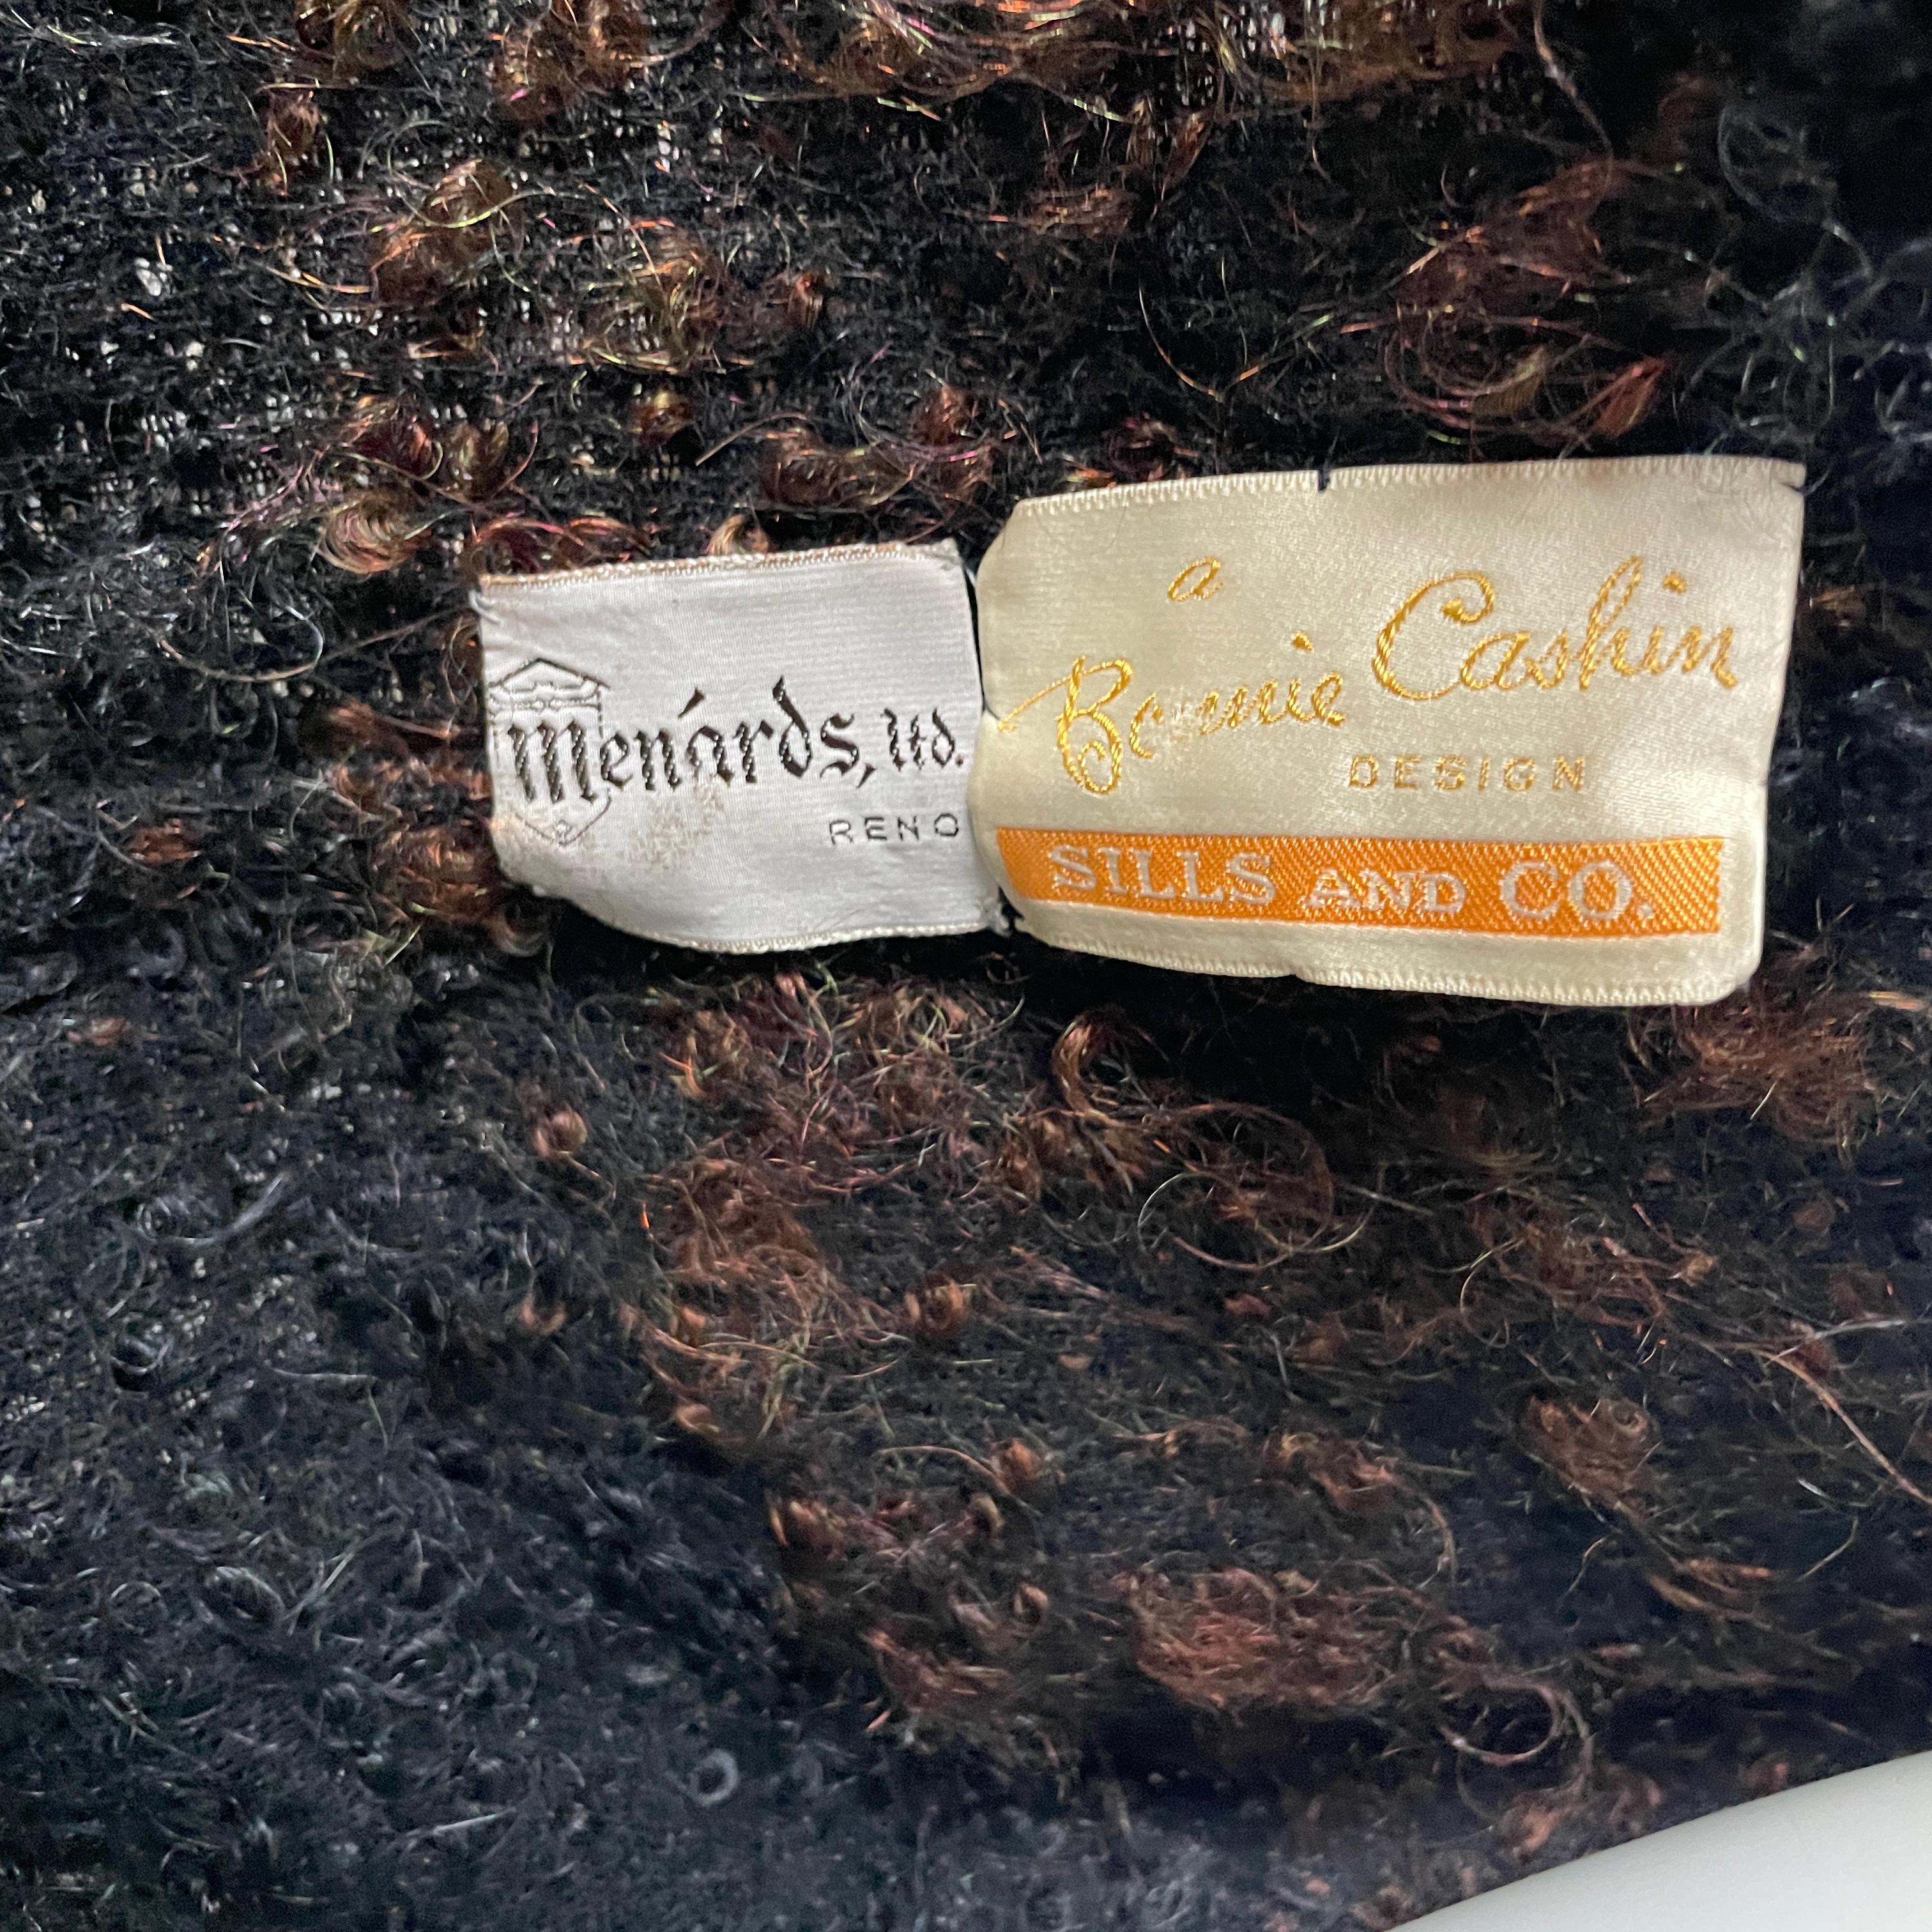 Menárds, ltd.
RENO
a
Bonnie Cashin
DESIGN
SILLS AND CO.